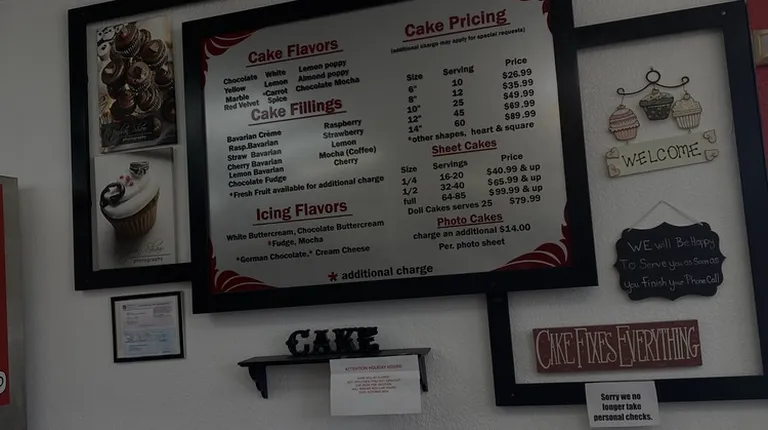 Cake Flavors
Chocolate White Lemon poppy
Yellow Lemon Almond poppy
Marble *Carrot Chocolate Mocha
Red Velvet Spice
Cake Fillings
Bavarian Crème Raspberry
Rasp.Bavarian Strawberry
Straw Bavarian Lemon
Cherry Bavarian Mocha (Coffee)
Lemon Bavarian Cherry
Chocolate Fudge
*Fresh Fruit available for additional charge
Icing Flavors
White Buttercream, Chocolate Buttercream
*Fudge, Mocha
*German Chocolate,* Cream Cheese
Cake Pricing
(additional charge may apply for special requests)
Size Serving Price
6" 10 $26.99
8" 12 $35.99
10" 25 $49.99
12" 45 $69.99
14" 60 $89.99
*other shapes, heart & square
Sheet Cakes
Size Servings Price
1/4 16-20 $40.99 & up
1/2 32-40 $65.99 & up
full 64-85 $99.99 & up
Doll Cakes serves 25 $79.99
Photo Cakes
charge an additional $14.00
Per. photo sheet
* additional charge
WELCOME
WE will Be Happy
To Serve you as Soon as
you Finish your Phone Call
CAKE FIXES EVERYTHING
Sorry we no
longer take
personal checks.
CAKE
ATTENTION HOLIDAY HOURS
photography